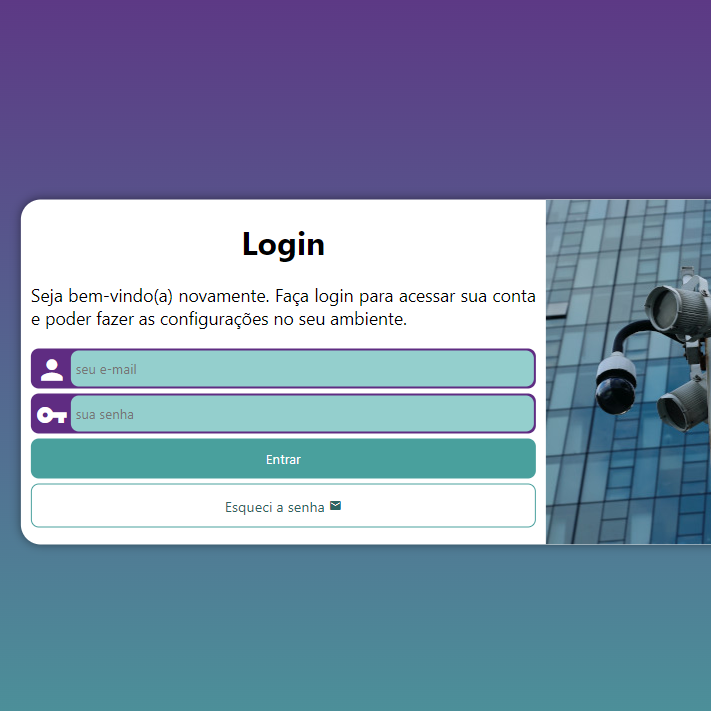 Login
Seja bem-vindo(a) novamente. Faça login para acessar sua conta
e poder fazer as configurações no seu ambiente.
seu e-mail
sua senha
Entrar
Esqueci a senha